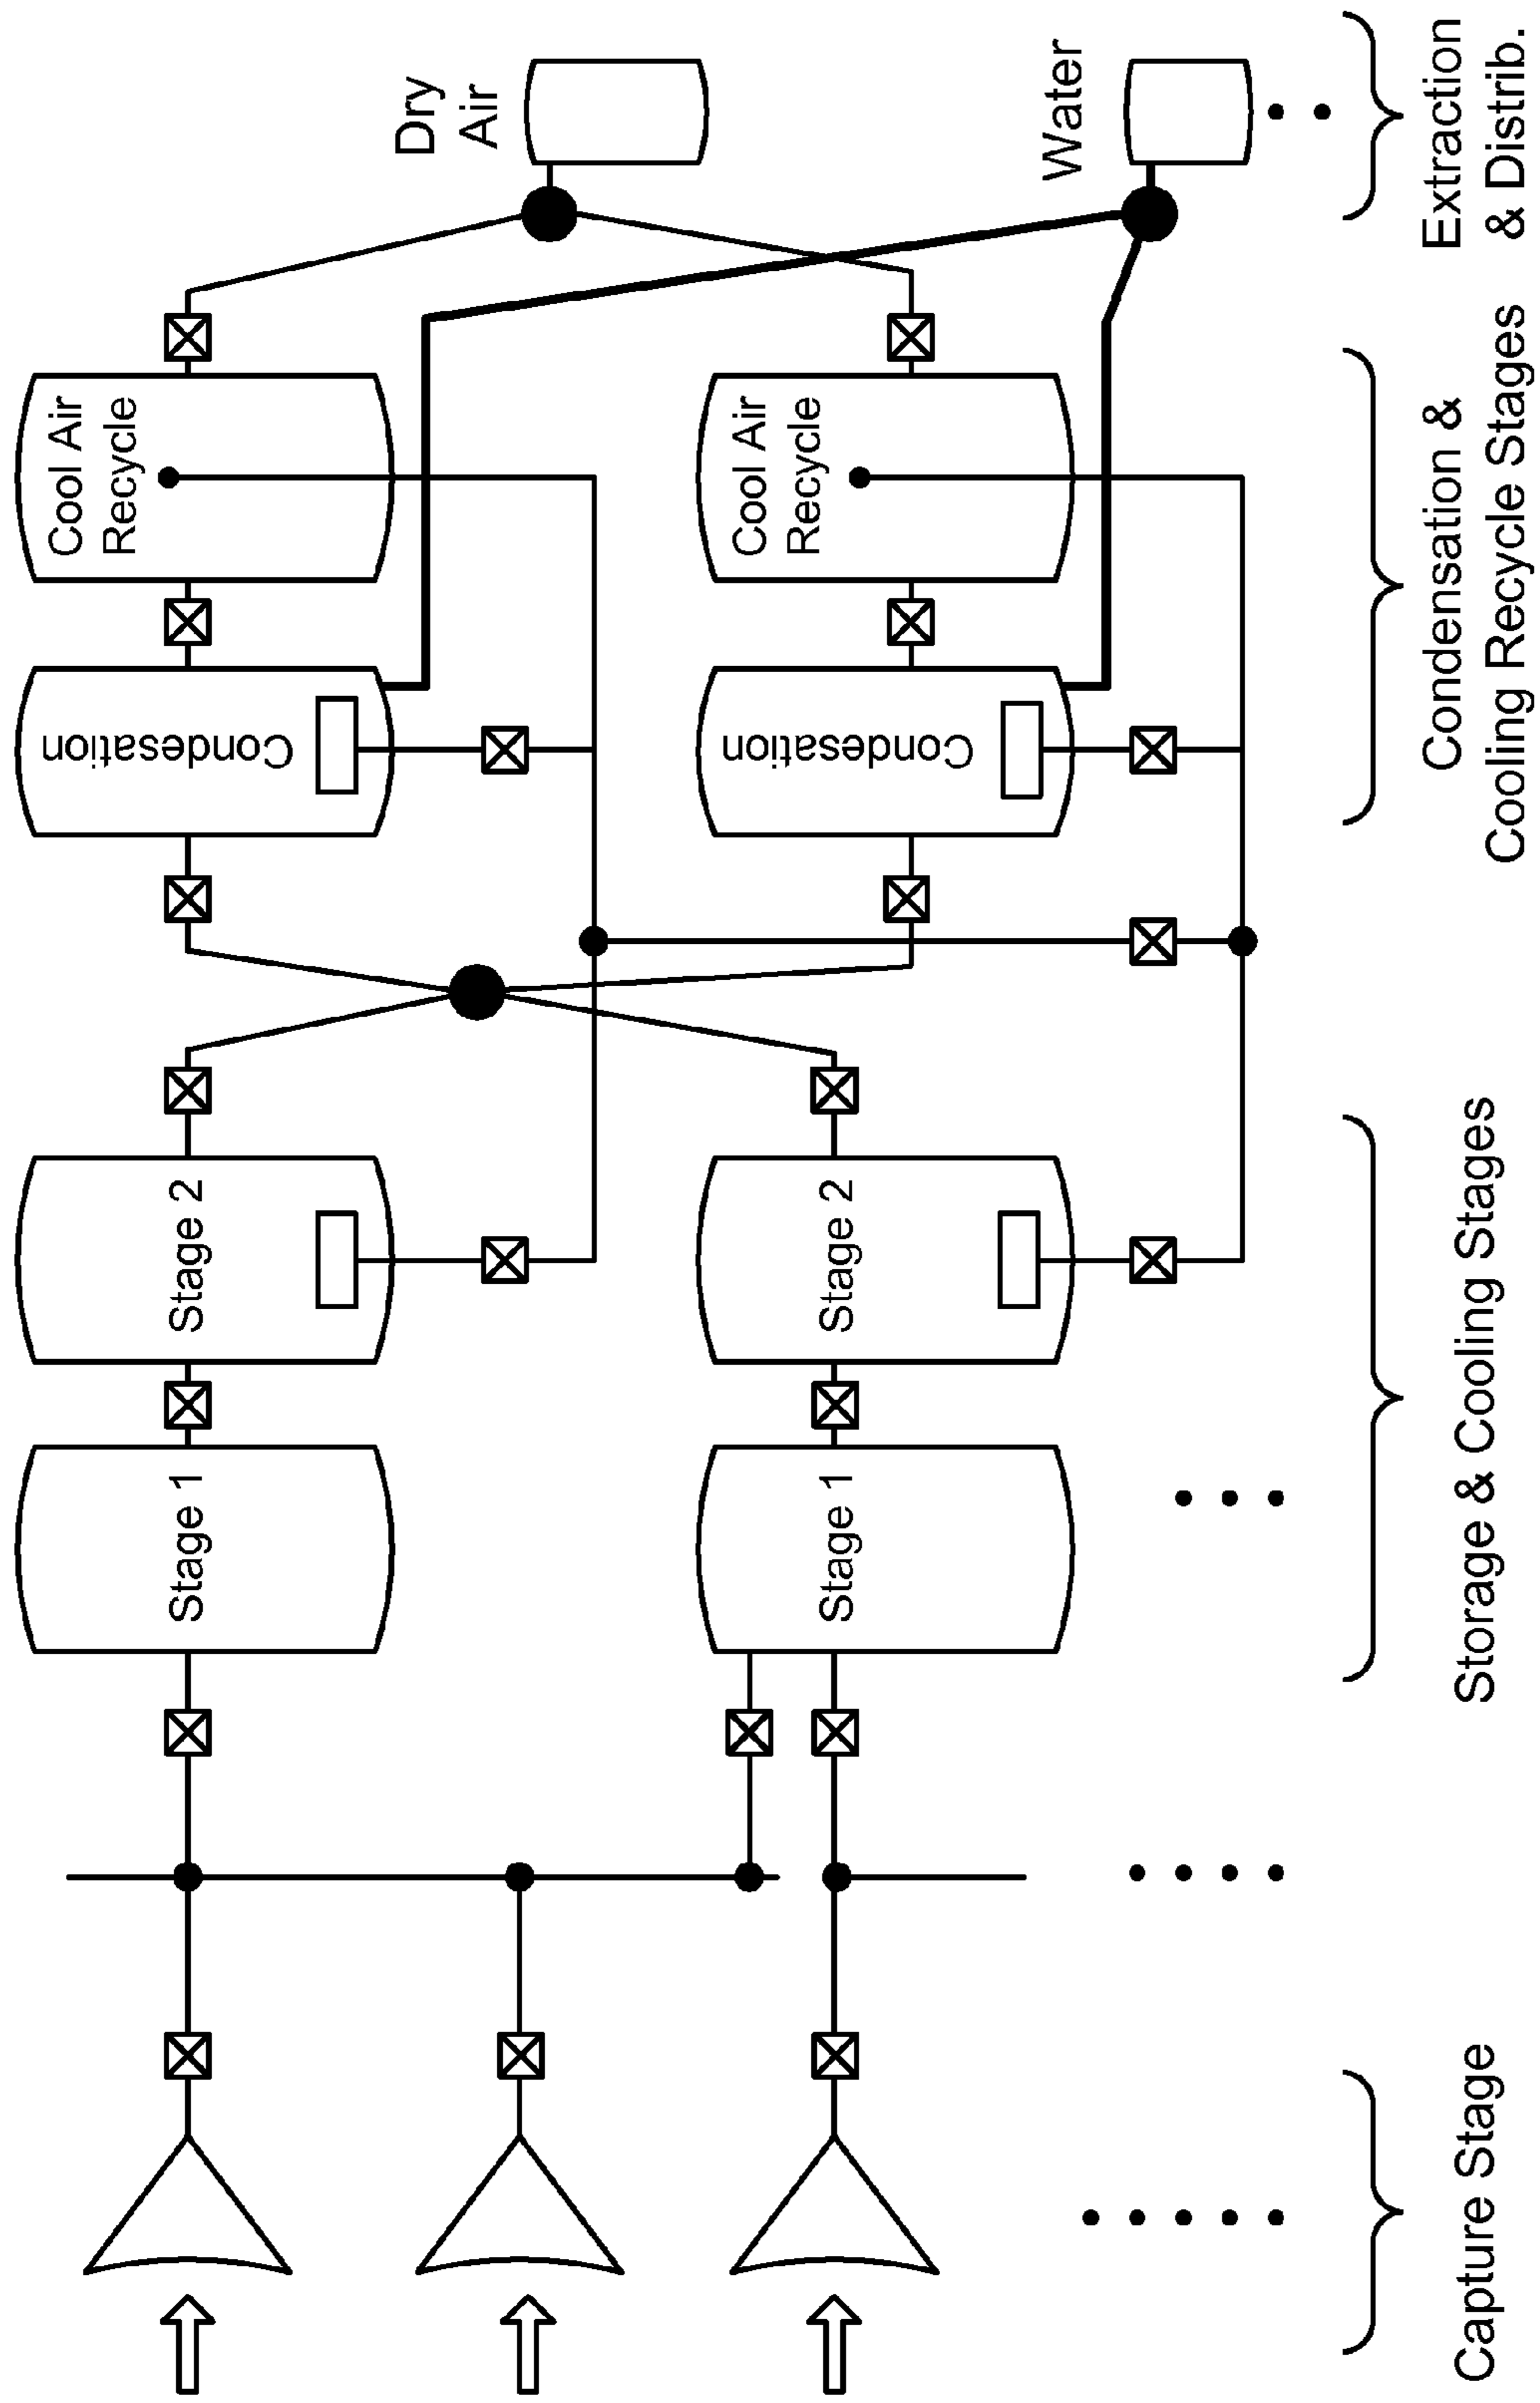 Stage 1
Stage 2
Condesation
Cool Air
Recycle
Dry
Air
Stage 1
Stage 2
Condesation
Cool Air
Recycle
Water
Capture Stage
Storage & Cooling Stages
Condensation &
Cooling Recycle Stages
Extraction
& Distrib.